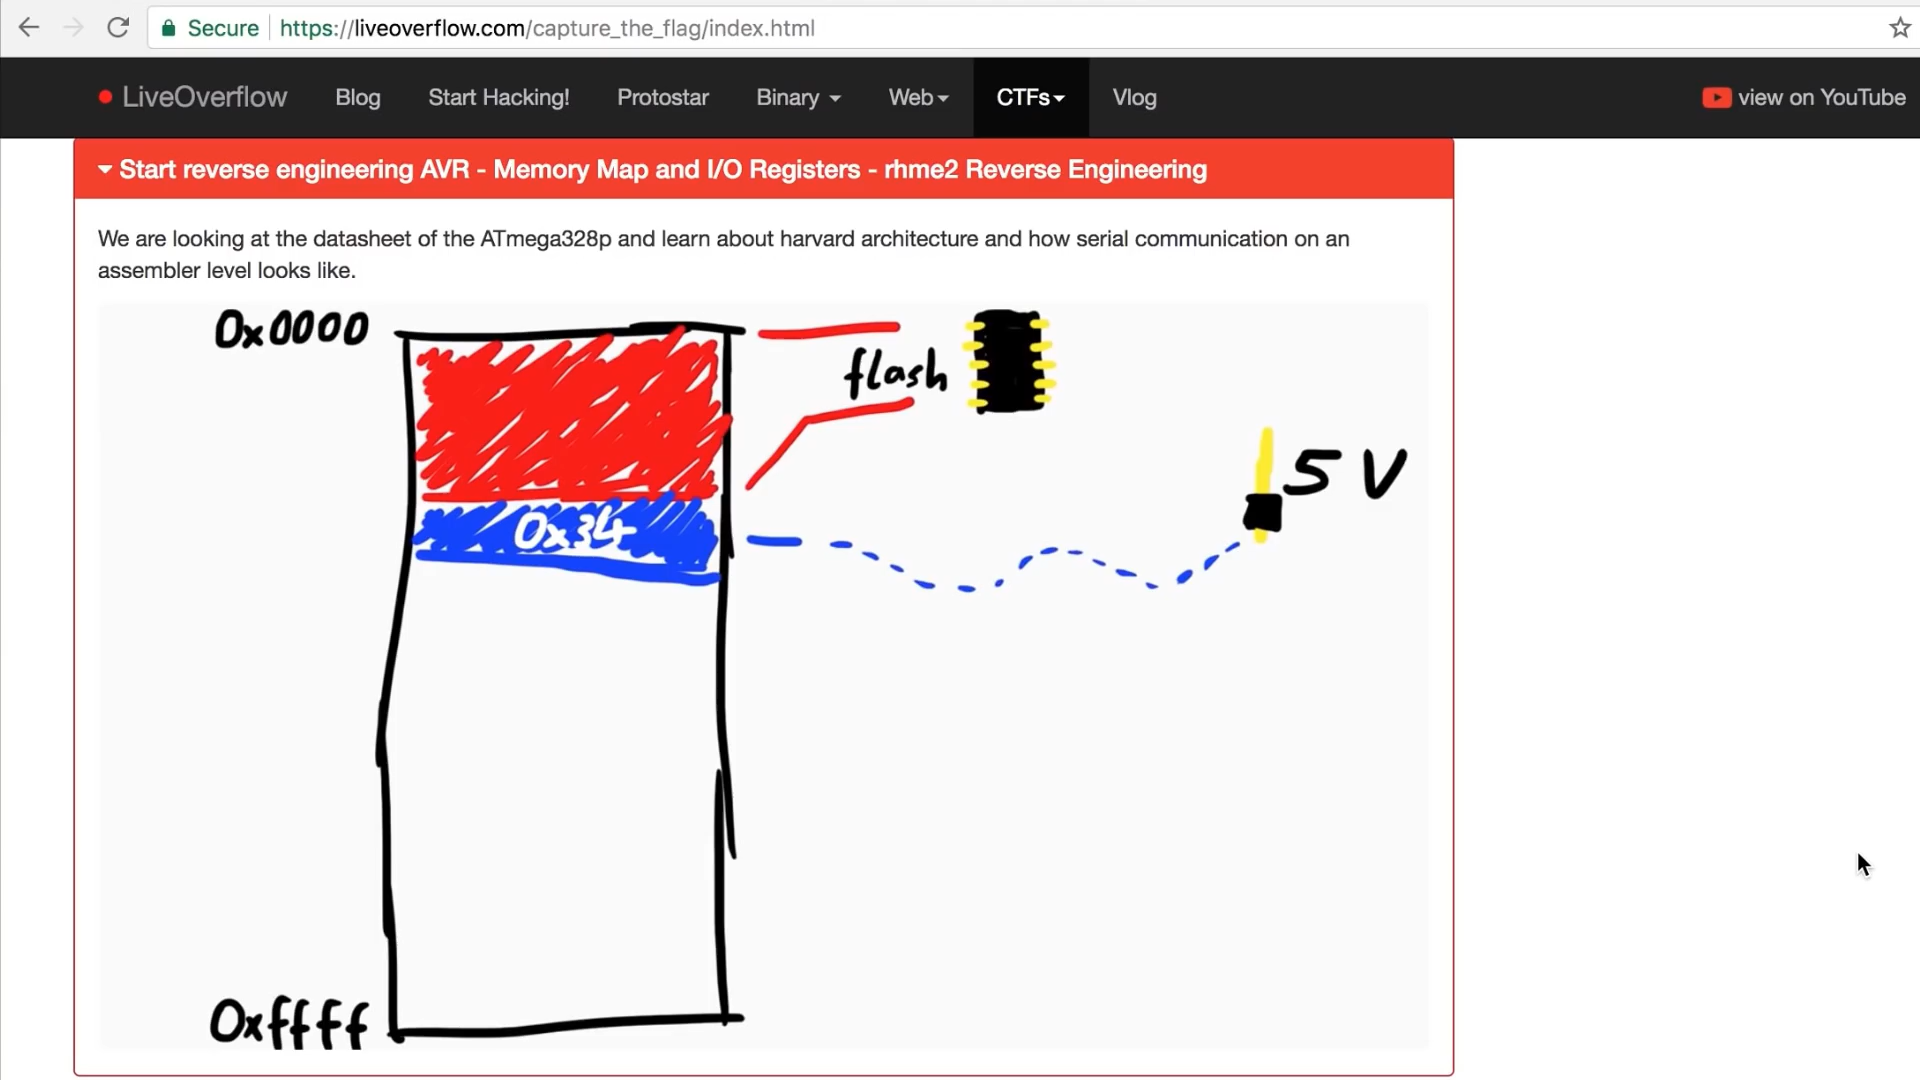 Secure https://liveoverflow.com/capture_the_flag/index.html
LiveOverflow Blog Start Hacking! Protostar Binary Web CTFs Vlog view on YouTube
Start reverse engineering AVR - Memory Map and I/O Registers - rhme2 Reverse Engineering
We are looking at the datasheet of the ATmega328p and learn about harvard architecture and how serial communication on an
assembler level looks like.
0x0000
flash
5 V
0x34
0xffff